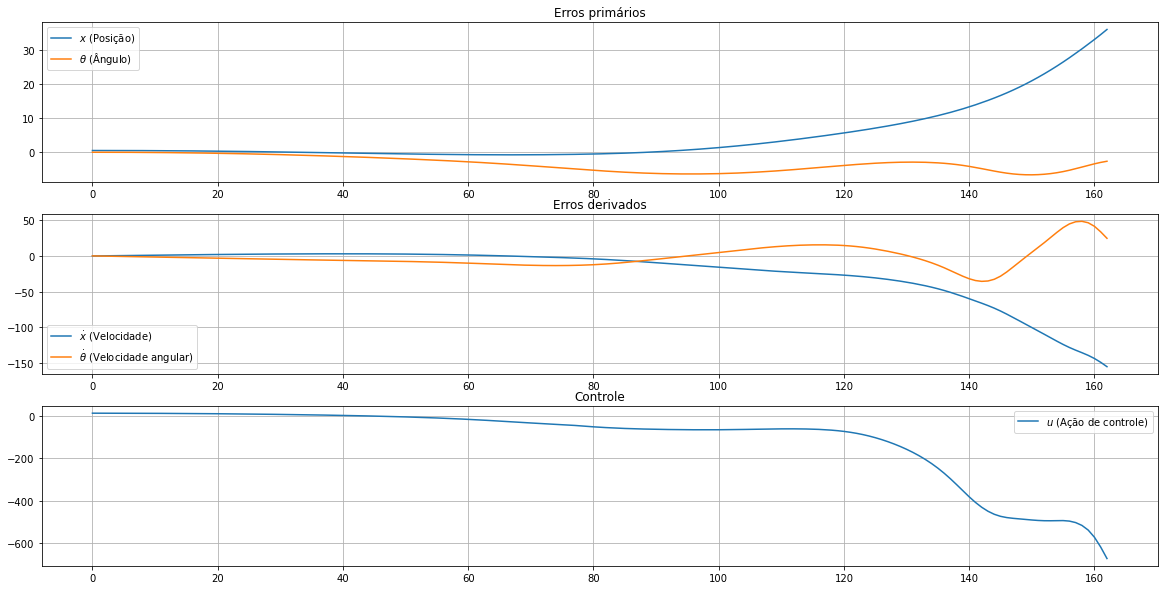 Erros primários
x (Posição)
θ (Ângulo)
30
20
10
0
0 20 40 60 80 100 120 140 160
Erros derivados
50
0
−50
−100
−150
ẋ (Velocidade)
θ̇ (Velocidade angular)
0 20 40 60 80 100 120 140 160
Controle
u (Ação de controle)
0
−200
−400
−600
0 20 40 60 80 100 120 140 160